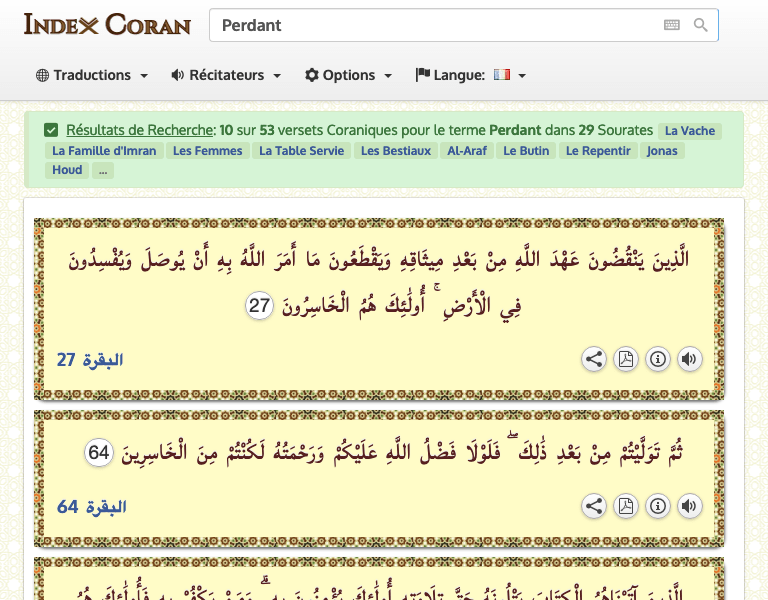 Index Coran
Perdant
Traductions
Récitateurs
Options
Langue:
Résultats de Recherche: 10 sur 53 versets Coraniques pour le terme Perdant dans 29 Sourates La Vache
La Famille d'Imran Les Femmes La Table Servie Les Bestiaux Al-Araf Le Butin Le Repentir Jonas
Houd ...
الَّذِينَ يَنْقُضُونَ عَهْدَ اللَّهِ مِنْ بَعْدِ مِيثَاقِهِ وَيَقْطَعُونَ مَا أَمَرَ اللَّهُ بِهِ أَنْ يُوصَلَ وَيُفْسِدُونَ
فِي الْأَرْضِ ۚ أُولَٰئِكَ هُمُ الْخَاسِرُونَ 27
البقرة 27
ثُمَّ تَوَلَّيْتُمْ مِنْ بَعْدِ ذَٰلِكَ ۖ فَلَوْلَا فَضْلُ اللَّهِ عَلَيْكُمْ وَرَحْمَتُهُ لَكُنْتُمْ مِنَ الْخَاسِرِينَ 64
البقرة 64